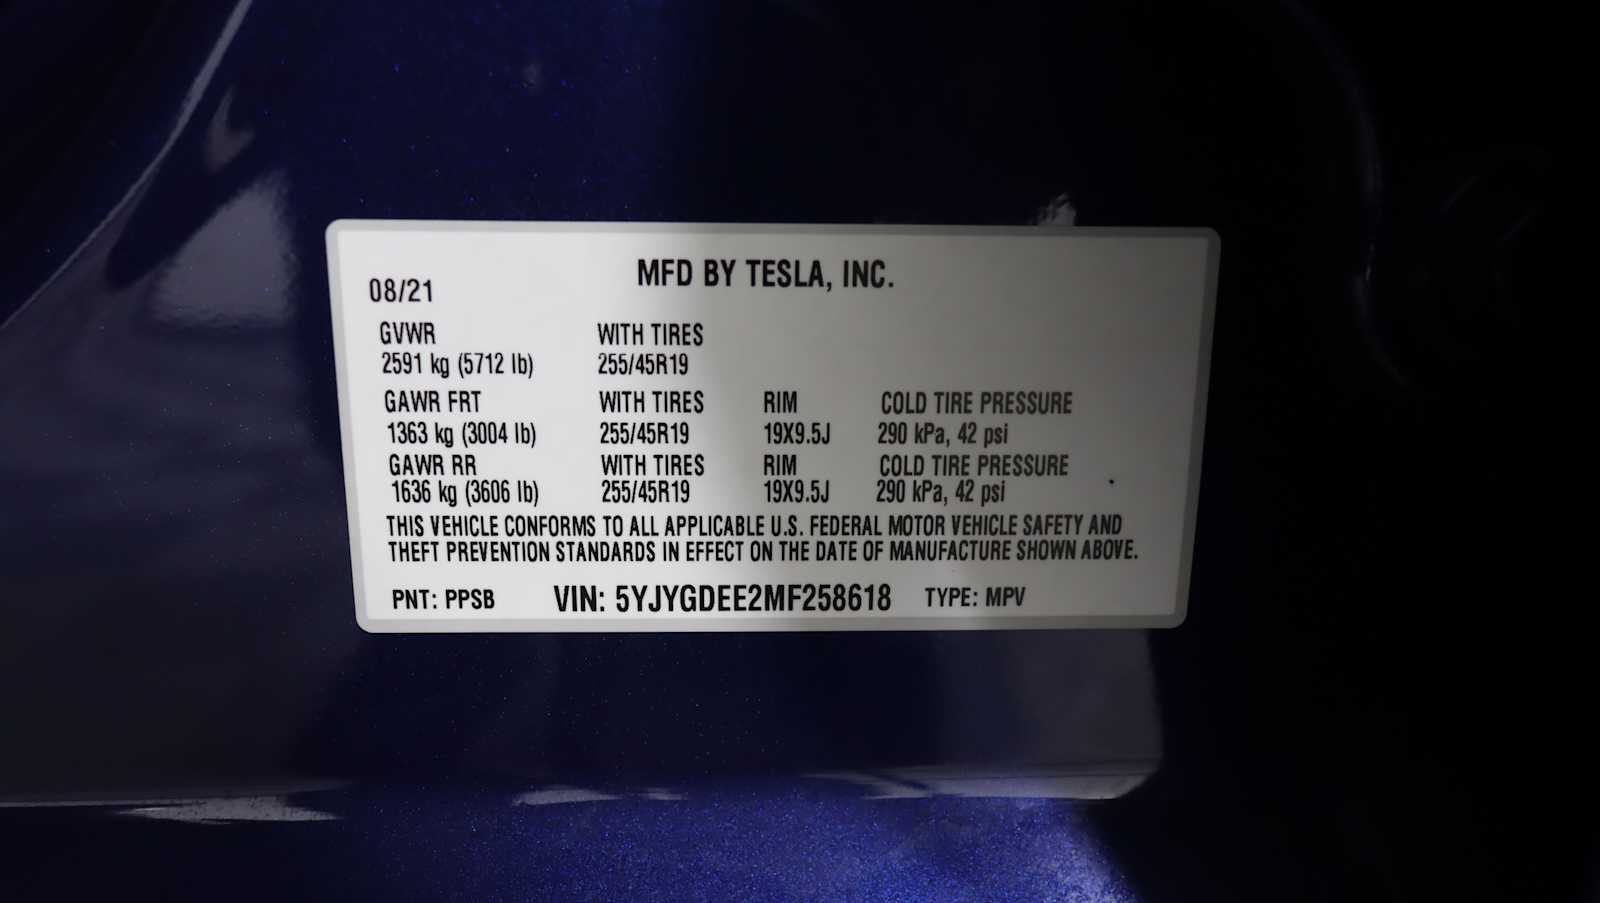 MFD BY TESLA, INC.
08/21
GVWR WITH TIRES
2591 kg (5712 lb) 255/45R19
GAWR FRT WITH TIRES RIM COLD TIRE PRESSURE
1363 kg (3004 lb) 255/45R19 19X9.5J 290 kPa, 42 psi
GAWR RR WITH TIRES RIM COLD TIRE PRESSURE
1636 kg (3606 lb) 255/45R19 19X9.5J 290 kPa, 42 psi
THIS VEHICLE CONFORMS TO ALL APPLICABLE U.S. FEDERAL MOTOR VEHICLE SAFETY AND
THEFT PREVENTION STANDARDS IN EFFECT ON THE DATE OF MANUFACTURE SHOWN ABOVE.
PNT: PPSB VIN: 5YJYGDEE2MF258618 TYPE: MPV